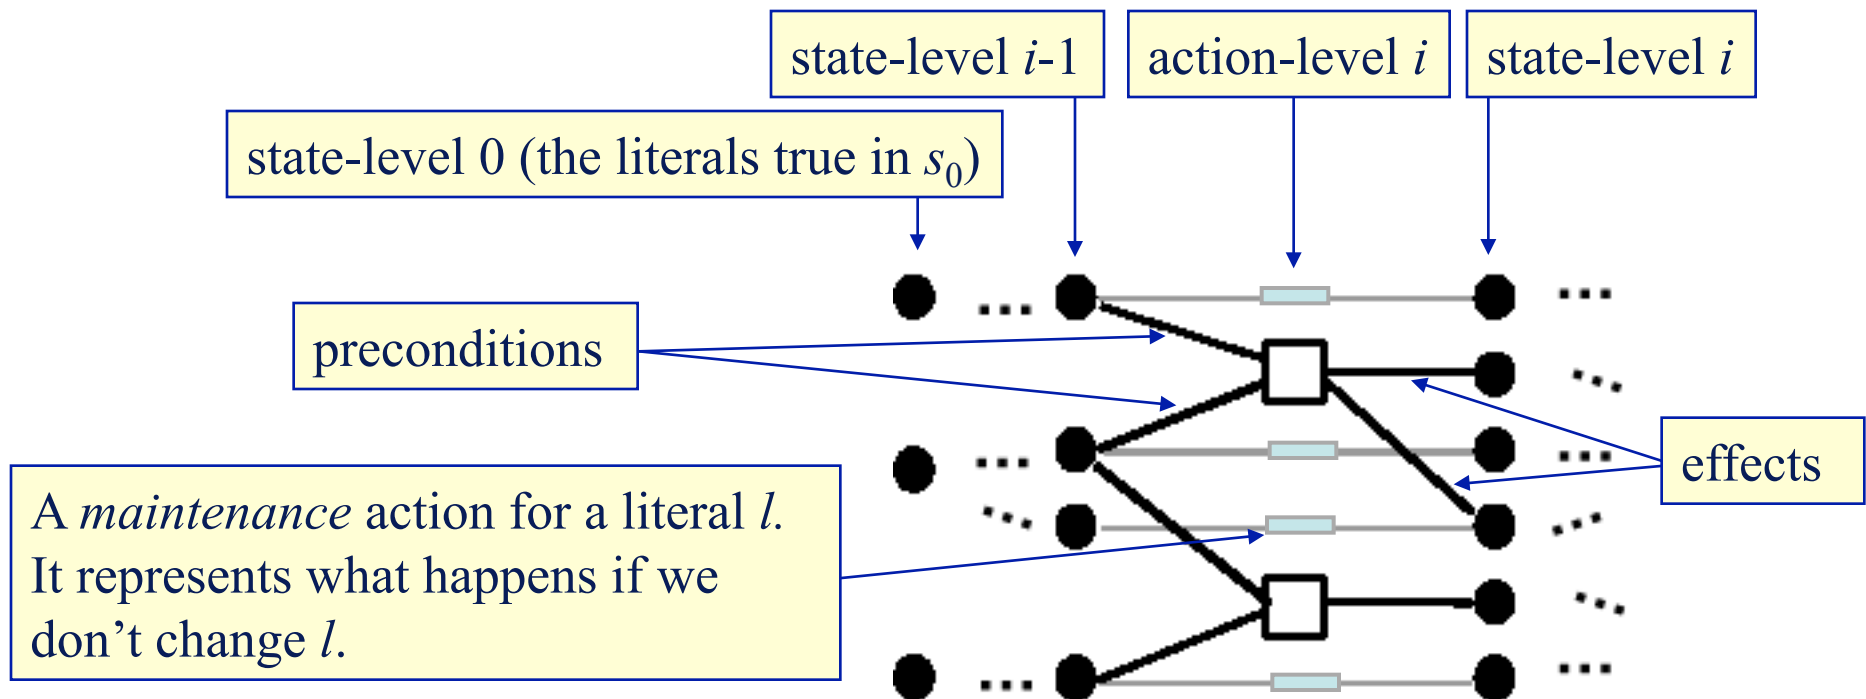 state-level i-1
action-level i
state-level i
state-level 0 (the literals true in s0)
preconditions
effects
A maintenance action for a literal l.
It represents what happens if we
don’t change l.